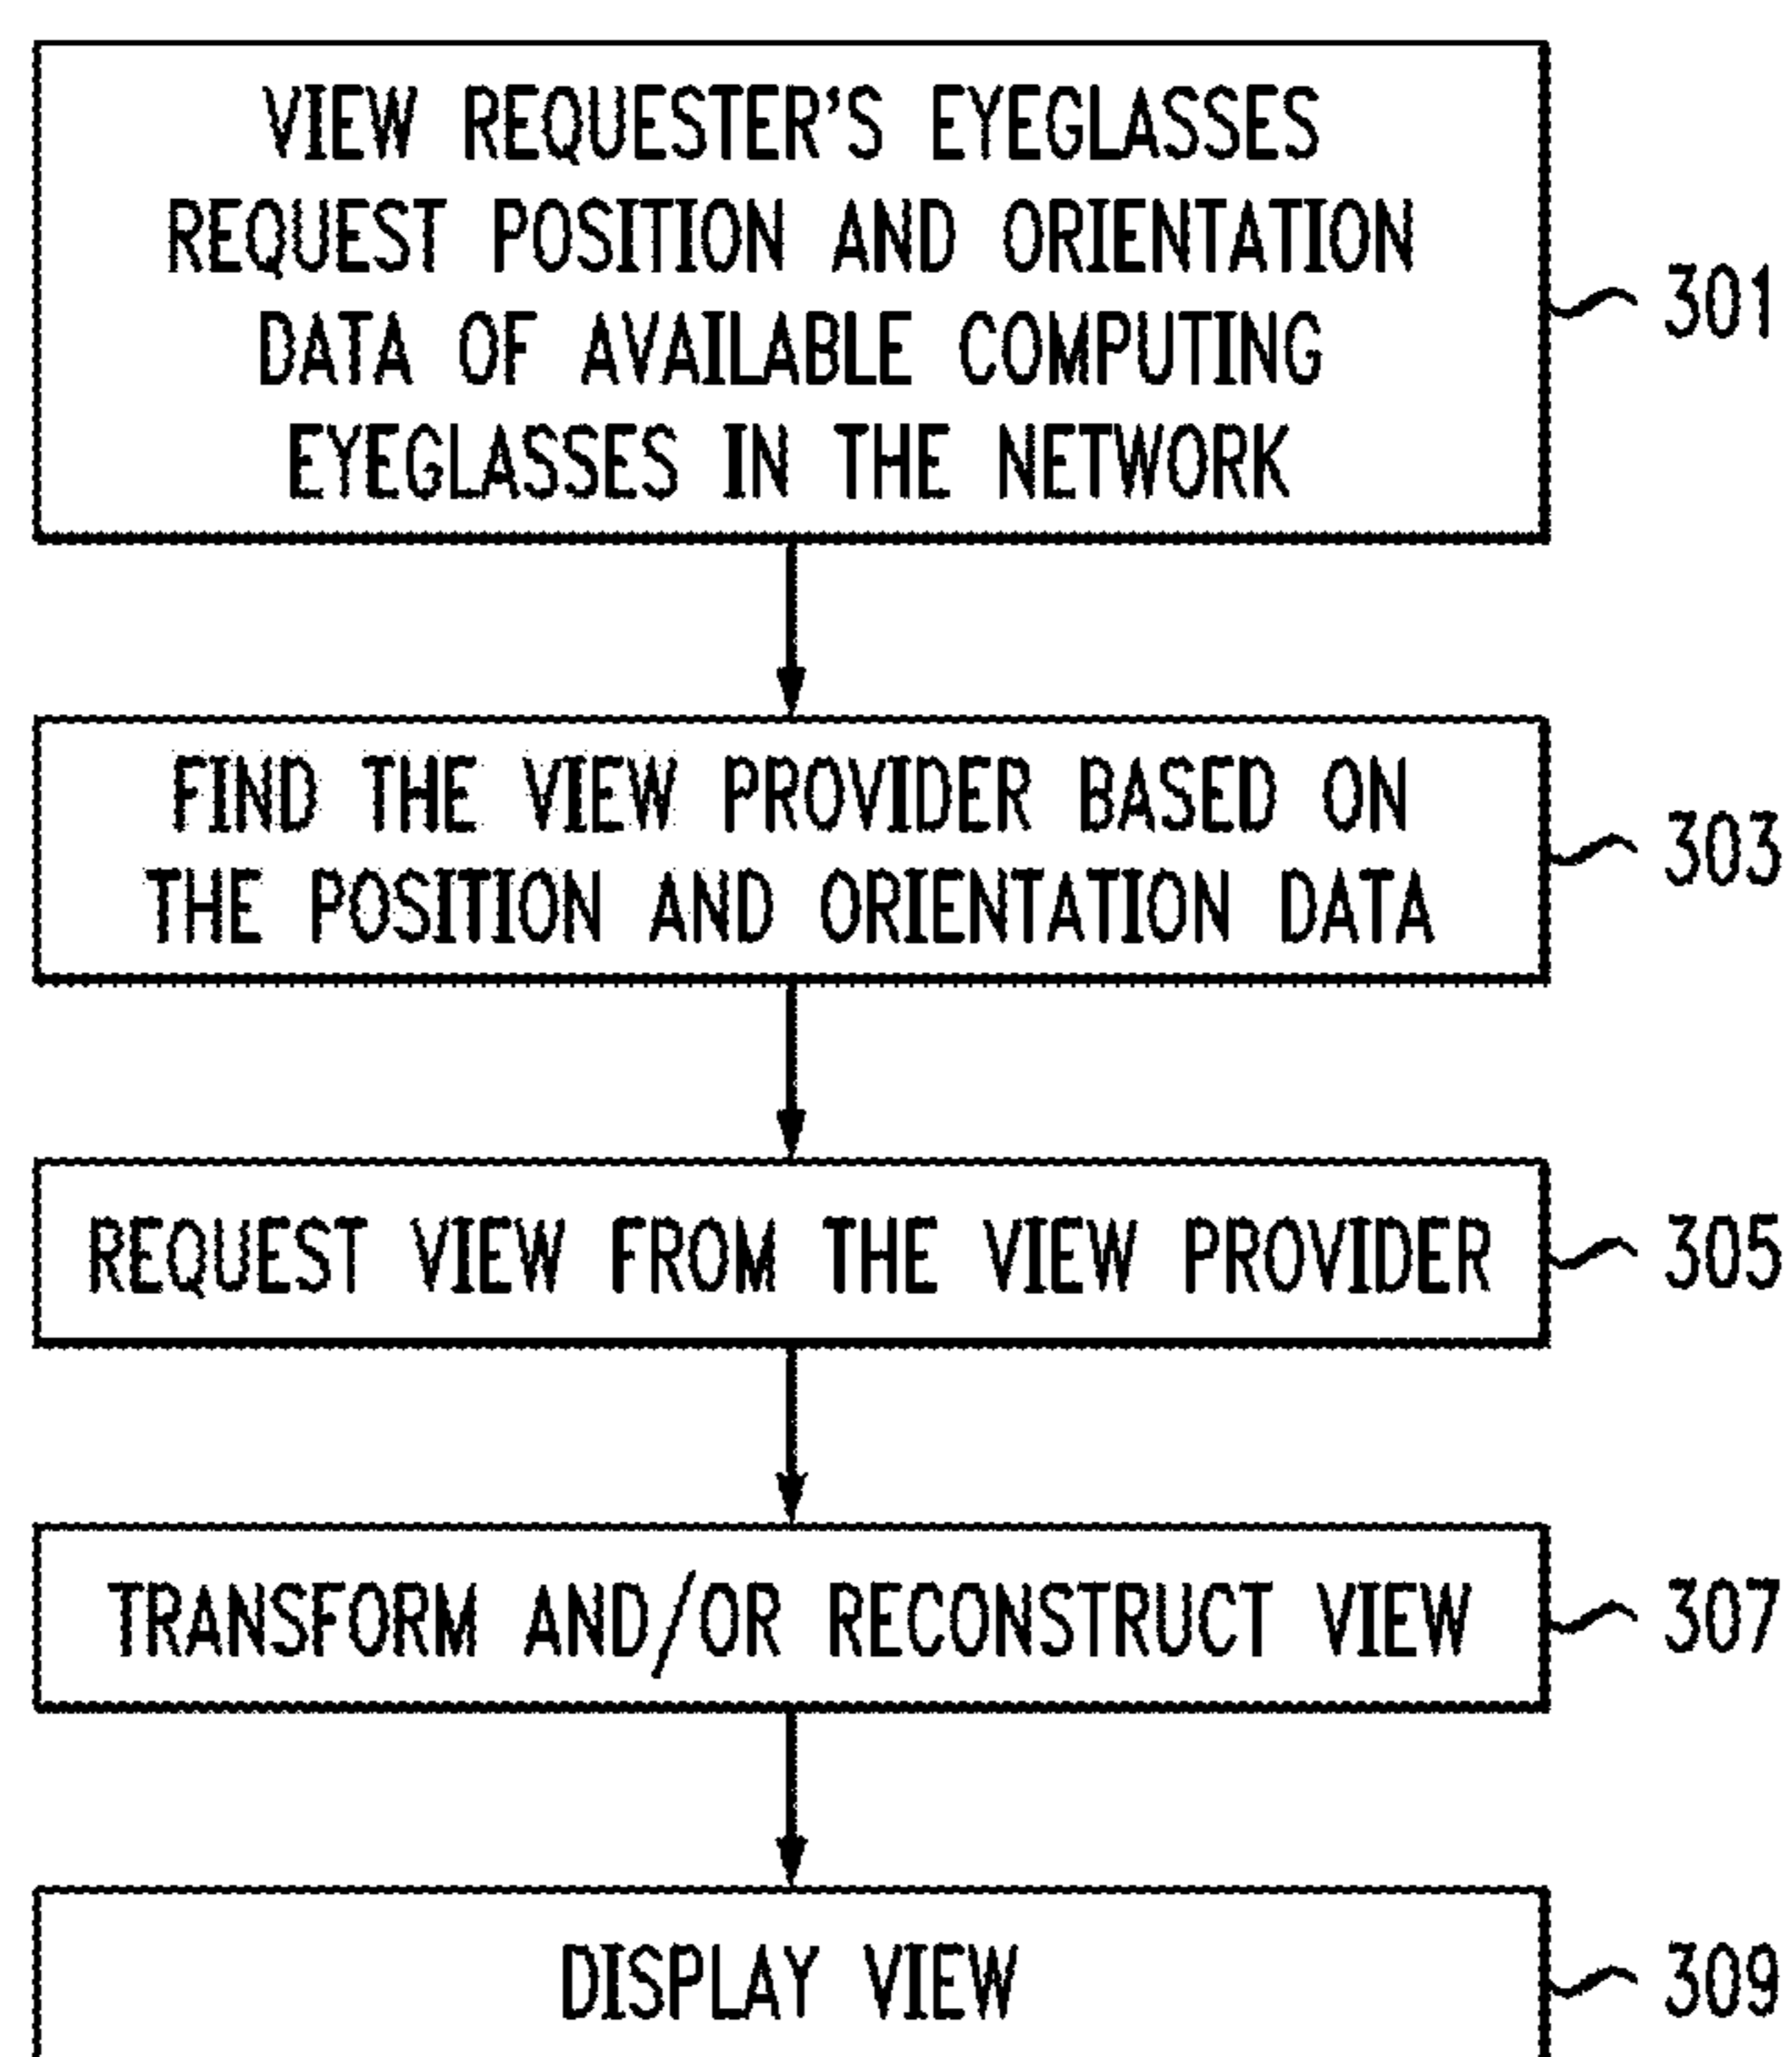 VIEW REQUESTER'S EYEGLASSES
REQUEST POSITION AND ORIENTATION
DATA OF AVAILABLE COMPUTING
EYEGLASSES IN THE NETWORK
301
FIND THE VIEW PROVIDER BASED ON
THE POSITION AND ORIENTATION DATA
303
REQUEST VIEW FROM THE VIEW PROVIDER
305
TRANSFORM AND/OR RECONSTRUCT VIEW
307
DISPLAY VIEW
309